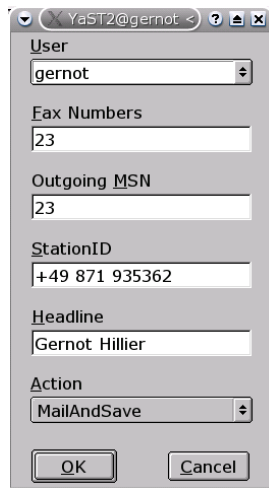 YaST2@gernot <
User
gernot
Fax Numbers
23
Outgoing MSN
23
StationID
+49 871 935362
Headline
Gernot Hillier
Action
MailAndSave
OK Cancel